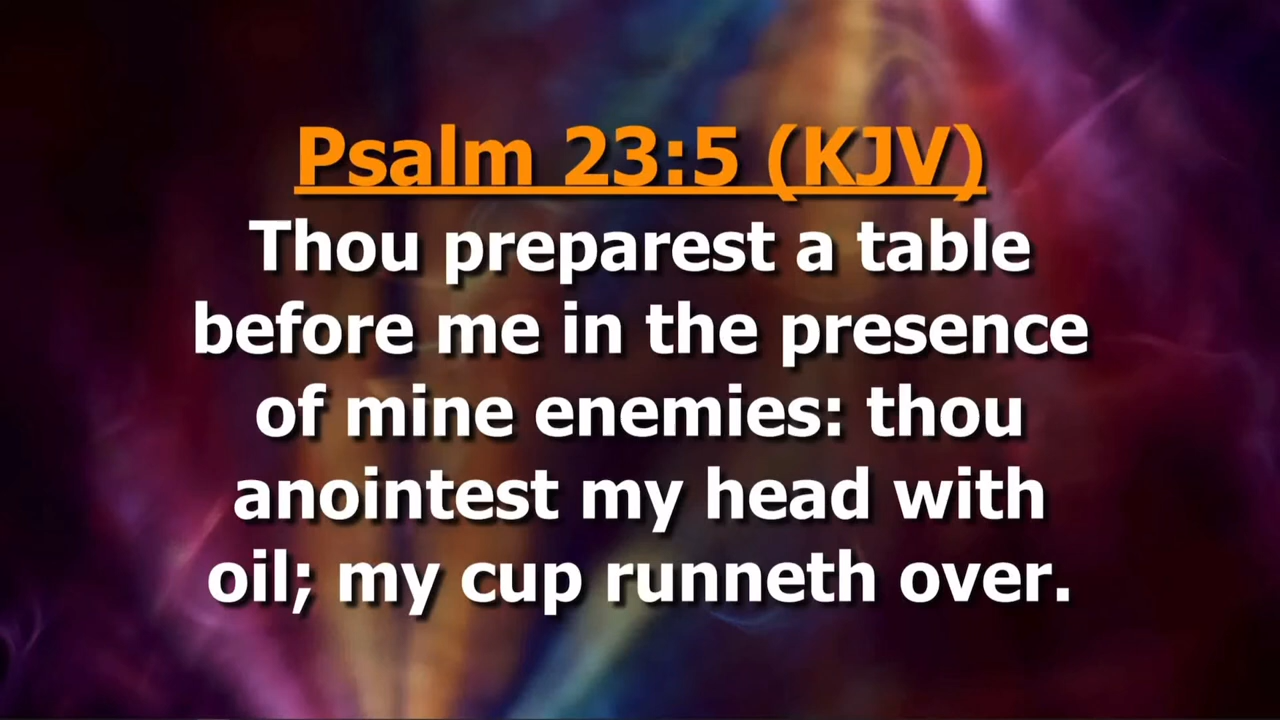 Psalm 23:5 (KJV)
Thou preparest a table
before me in the presence
of mine enemies: thou
anointest my head with
oil; my cup runneth over.